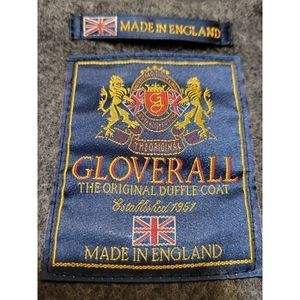 MADE IN ENGLAND
G
THE ORIGINAL
GLOVERALL
THE ORIGINAL DUFFLE COAT
Established 1951
MADE IN ENGLAND